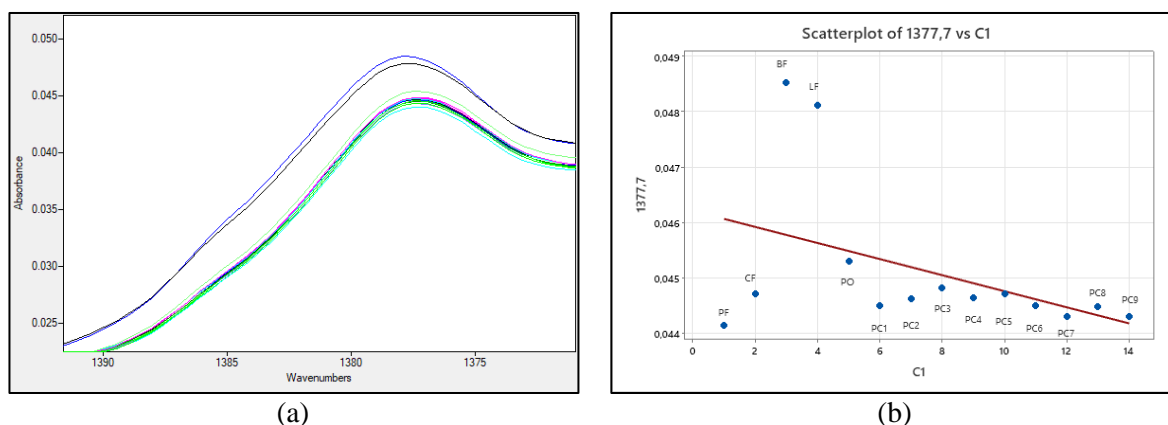 0.050
0.045
0.040
0.035
0.030
0.025
Absorbance
1390
1385
1380
1375
Wavenumbers
(a)
Scatterplot of 1377,7 vs C1
0,049
0,048
0,047
0,046
0,045
0,044
1377,7
BF
LF
PO
CF
PF
PC1
PC2
PC3
PC4
PC5
PC6
PC7
PC8
PC9
0
2
4
6
8
10
12
14
C1
(b)